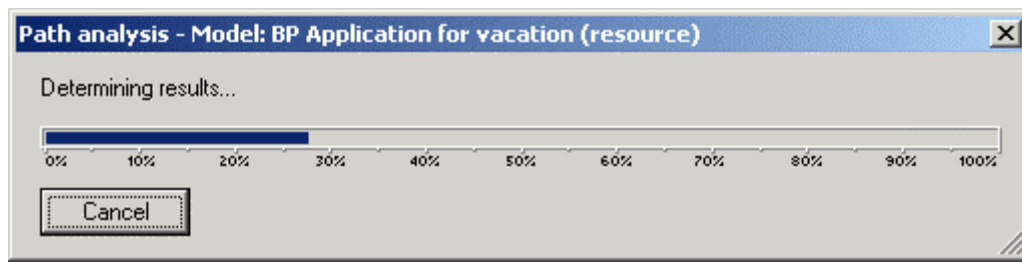 Path analysis - Model: BP Application for vacation (resource)
Determining results...
0% 10% 20% 30% 40% 50% 60% 70% 80% 90% 100%
Cancel